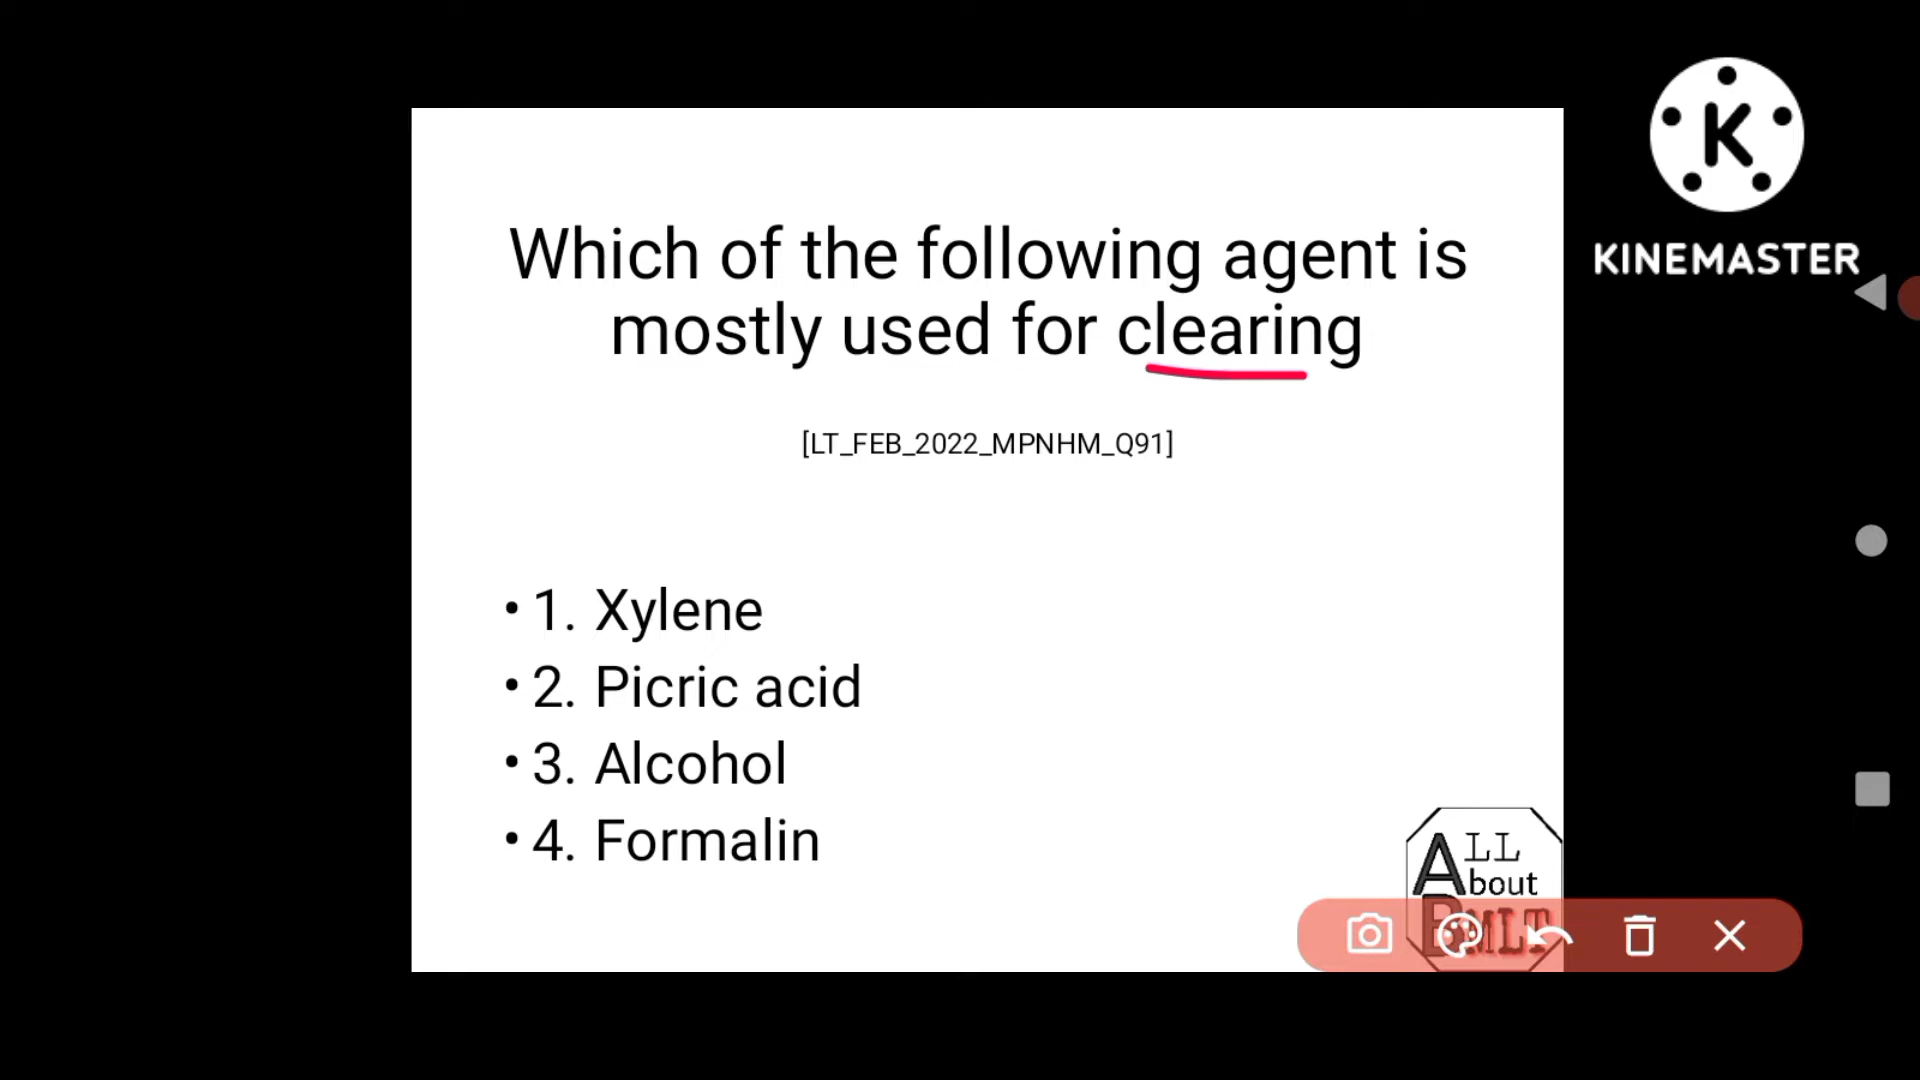 K
KINEMASTER
Which of the following agent is
mostly used for clearing
[LT_FEB_2022_MPNHM_Q91]
• 1. Xylene
• 2. Picric acid
• 3. Alcohol
• 4. Formalin
ALL
About
BMLT